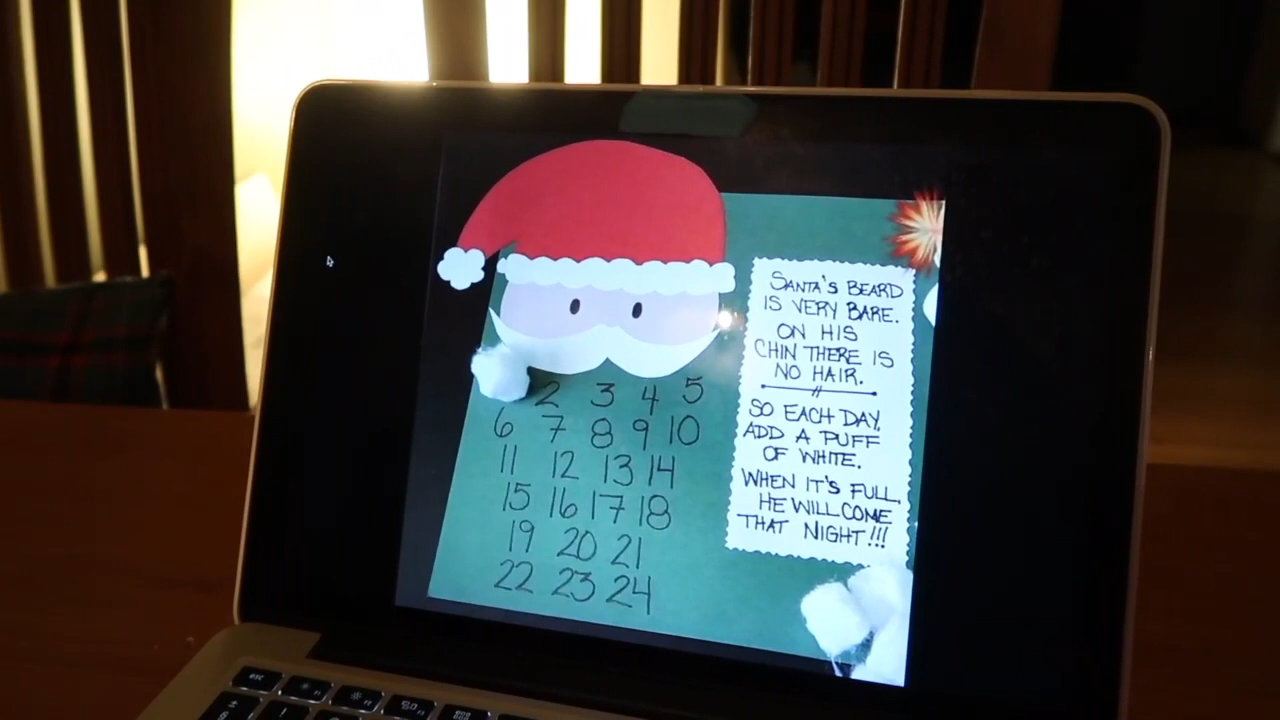 2 3 4 5
6 7 8 9 10
11 12 13 14
15 16 17 18
19 20 21
22 23 24
SANTA'S BEARD
IS VERY BARE.
ON HIS
CHIN THERE IS
NO HAIR.
SO EACH DAY,
ADD A PUFF
OF WHITE.
WHEN IT'S FULL,
HE WILL COME
THAT NIGHT!!!
esc